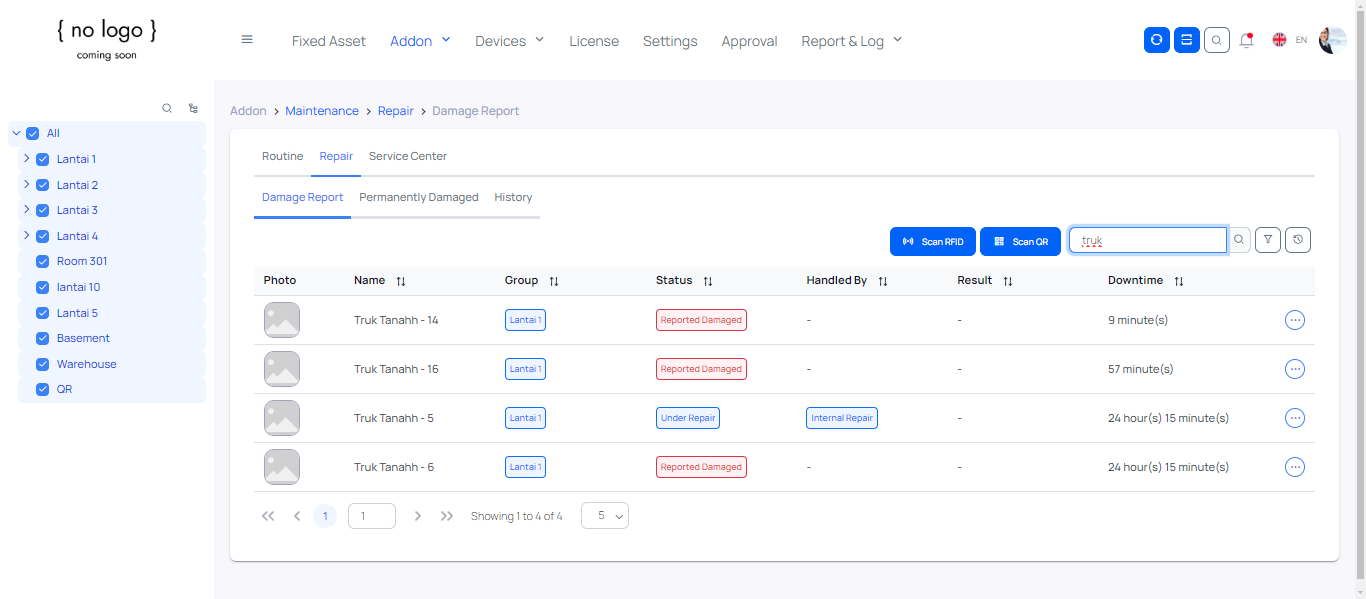 { no logo }
coming soon
Fixed Asset Addon Devices License Settings Approval Report & Log EN
All
Lantai 1
Lantai 2
Lantai 3
Lantai 4
Room 301
lantai 10
Lantai 5
Basement
Warehouse
QR
Addon > Maintenance > Repair > Damage Report
Routine Repair Service Center
Damage Report Permanently Damaged History
Scan RFID Scan QR truk
Photo Name Group Status Handled By Result Downtime
Truk Tanahh - 14 Lantai 1 Reported Damaged - - 9 minute(s)
Truk Tanahh - 16 Lantai 1 Reported Damaged - - 57 minute(s)
Truk Tanahh - 5 Lantai 1 Under Repair Internal Repair - 24 hour(s) 15 minute(s)
Truk Tanahh - 6 Lantai 1 Reported Damaged - - 24 hour(s) 15 minute(s)
1 1 Showing 1 to 4 of 4 5